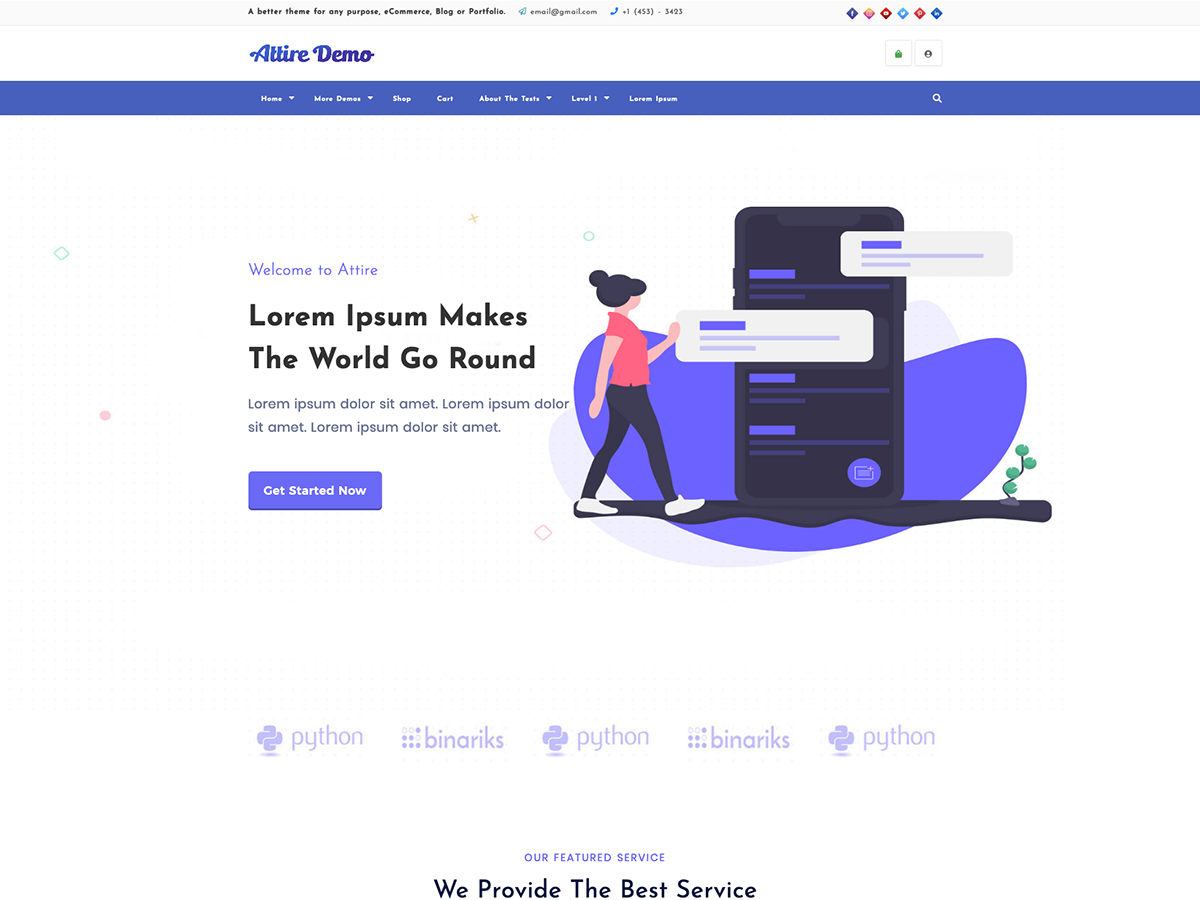 A better theme for any purpose, eCommerce, Blog or Portfolio. email@gmail.com +1 (453) - 3423
Attire Demo
Home More Demos Shop Cart About The Tests Level 1 Lorem Ipsum
Welcome to Attire
Lorem Ipsum Makes
The World Go Round
Lorem ipsum dolor sit amet. Lorem ipsum dolor
sit amet. Lorem ipsum dolor sit amet.
Get Started Now
python binariks python binariks python
OUR FEATURED SERVICE
We Provide The Best Service